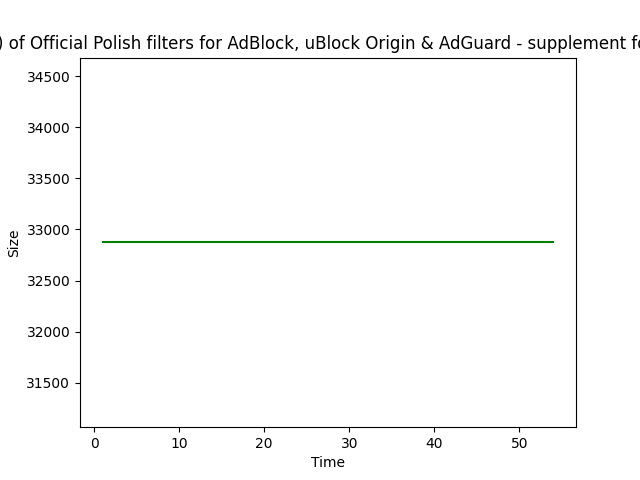 ) of Official Polish filters for AdBlock, uBlock Origin & AdGuard - supplement fo
34500
34000
33500
33000
32500
32000
31500
Size
0 10 20 30 40 50
Time